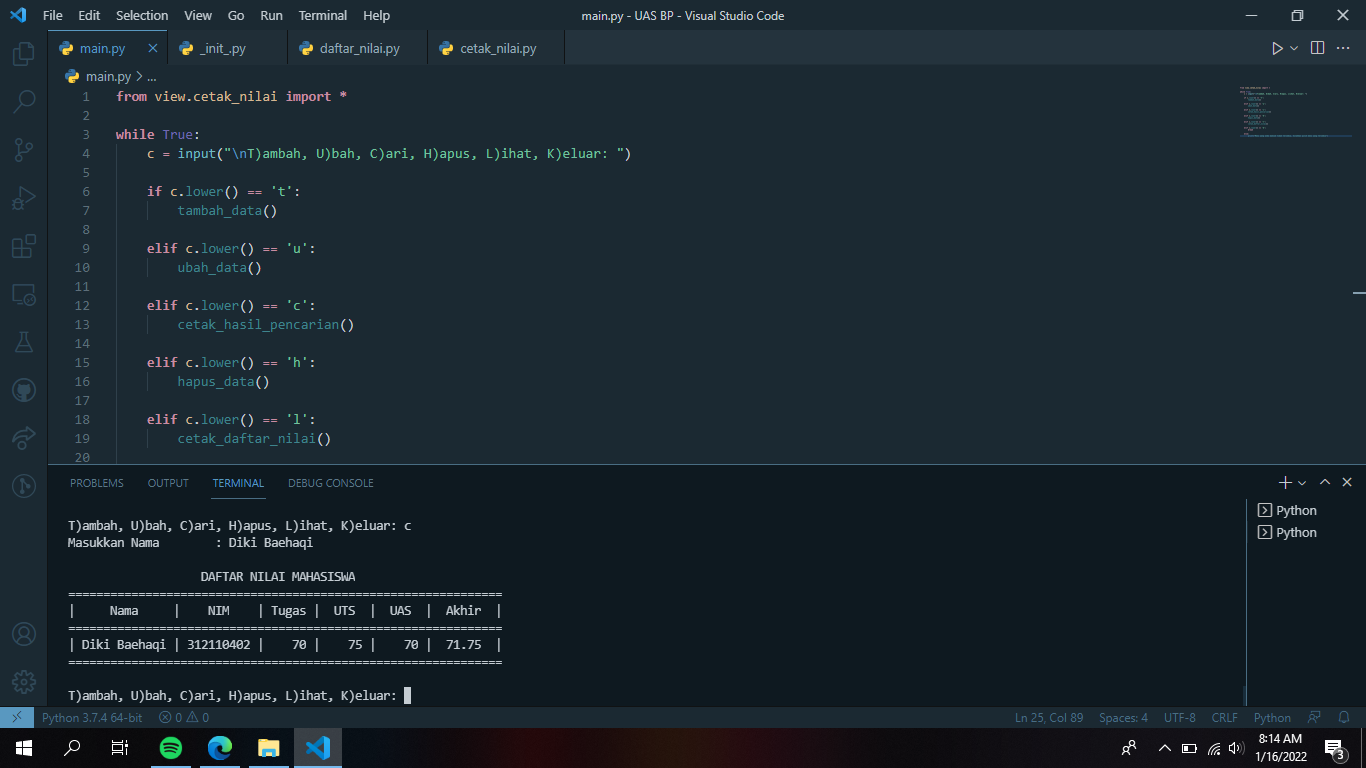 File Edit Selection View Go Run Terminal Help main.py - UAS BP - Visual Studio Code
main.py _init_.py daftar_nilai.py cetak_nilai.py
main.py > ...
1 from view.cetak_nilai import *
2
3 while True:
4 c = input("\nT)ambah, U)bah, C)ari, H)apus, L)ihat, K)eluar: ")
5
6 if c.lower() == 't':
7 tambah_data()
8
9 elif c.lower() == 'u':
10 ubah_data()
11
12 elif c.lower() == 'c':
13 cetak_hasil_pencarian()
14
15 elif c.lower() == 'h':
16 hapus_data()
17
18 elif c.lower() == 'l':
19 cetak_daftar_nilai()
20
PROBLEMS OUTPUT TERMINAL DEBUG CONSOLE
T)ambah, U)bah, C)ari, H)apus, L)ihat, K)eluar: c
Masukkan Nama : Diki Baehaqi
DAFTAR NILAI MAHASISWA
==============================================================
| Nama | NIM | Tugas | UTS | UAS | Akhir |
==============================================================
| Diki Baehaqi | 312110402 | 70 | 75 | 70 | 71.75 |
==============================================================
T)ambah, U)bah, C)ari, H)apus, L)ihat, K)eluar:
Python
Python
Python 3.7.4 64-bit 0 0 Ln 25, Col 89 Spaces: 4 UTF-8 CRLF Python
8:14 AM
1/16/2022
3